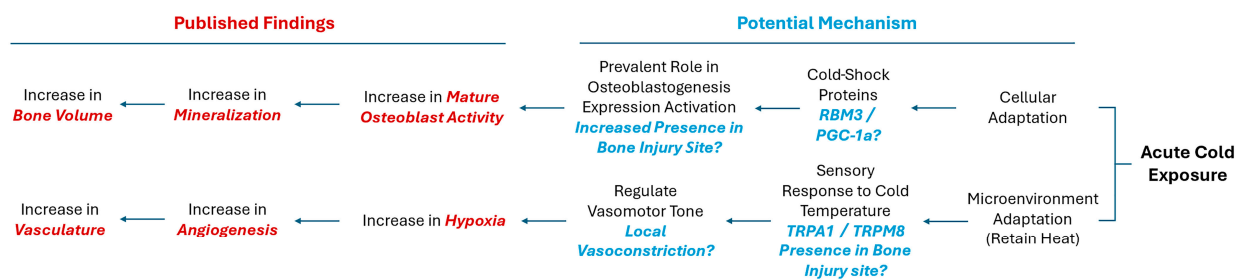 Published Findings
Potential Mechanism
Increase in
Bone Volume
Increase in
Mineralization
Increase in Mature
Osteoblast Activity
Prevalent Role in
Osteoblastogenesis
Expression Activation
Increased Presence in
Bone Injury Site?
Cold-Shock
Proteins
RBM3 /
PGC-1a?
Cellular
Adaptation
Acute Cold
Exposure
Increase in
Vasculature
Increase in
Angiogenesis
Increase in Hypoxia
Regulate
Vasomotor Tone
Local
Vasoconstriction?
Sensory
Response to Cold
Temperature
TRPA1 / TRPM8
Presence in Bone
Injury site?
Microenvironment
Adaptation
(Retain Heat)